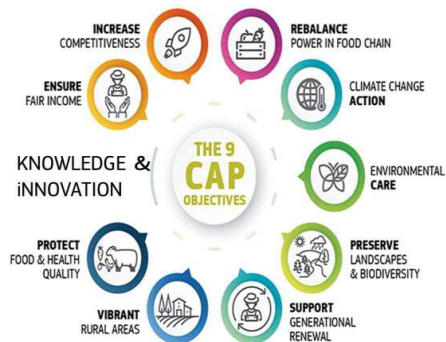 INCREASE
COMPETITIVENESS
REBALANCE
POWER IN FOOD CHAIN
ENSURE
FAIR INCOME
CLIMATE CHANGE
ACTION
KNOWLEDGE &
iNNOVATION
THE 9
CAP
OBJECTIVES
ENVIRONMENTAL
CARE
PROTECT
FOOD & HEALTH
QUALITY
PRESERVE
LANDSCAPES
& BIODIVERSITY
VIBRANT
RURAL AREAS
SUPPORT
GENERATIONAL
RENEWAL